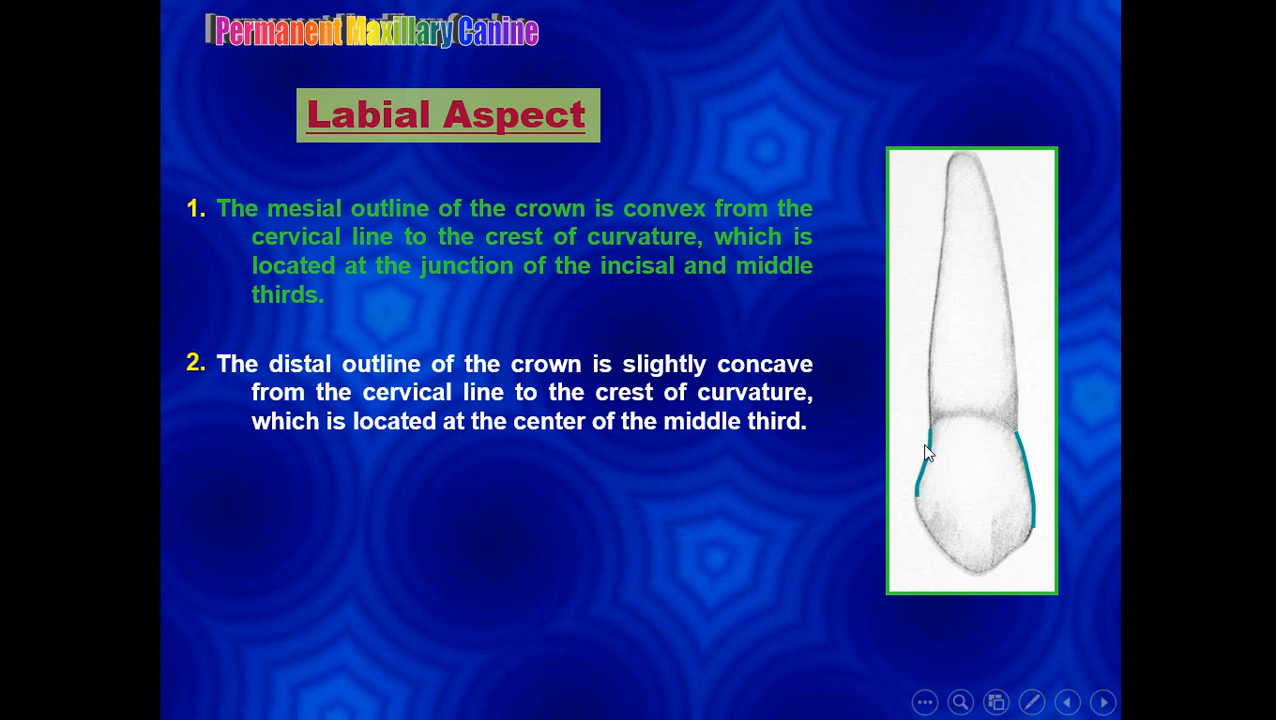 Permanent Maxillary Canine
Labial Aspect
1. The mesial outline of the crown is convex from the
cervical line to the crest of curvature, which is
located at the junction of the incisal and middle
thirds.
2. The distal outline of the crown is slightly concave
from the cervical line to the crest of curvature,
which is located at the center of the middle third.